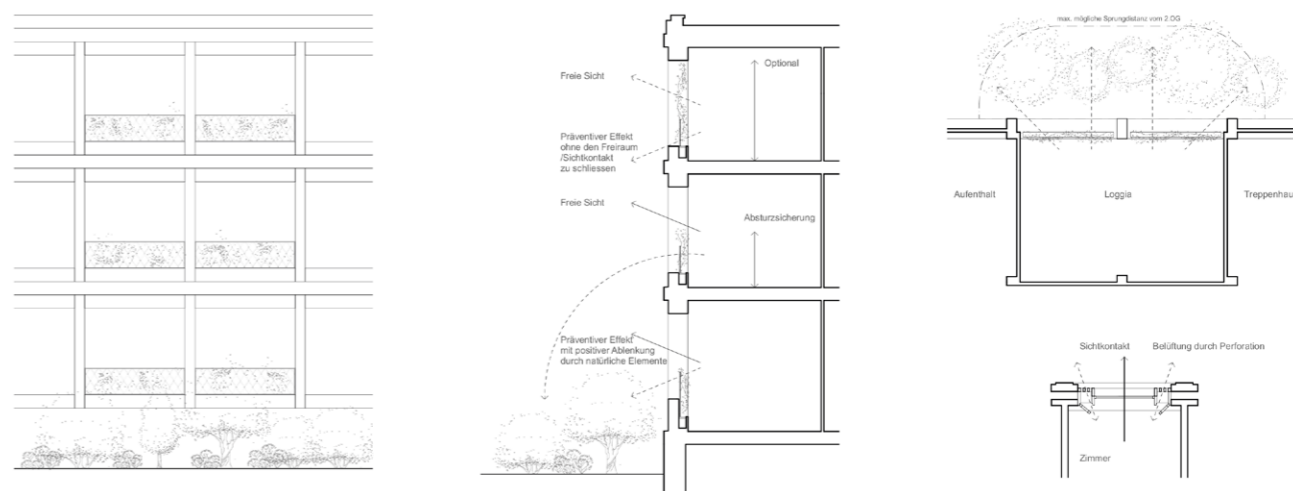 Freie Sicht
Optional
Präventiver Effekt
ohne den Freiraum
/Sichtkontakt
zu schliessen
Freie Sicht
Absturzsicherung
Präventiver Effekt
mit positiver Ablenkung
durch natürliche Elemente
max. mögliche Sprungdistanz vom 2.OG
Aufenthalt
Loggia
Treppenhau
Sichtkontakt
Belüftung durch Perforation
Zimmer